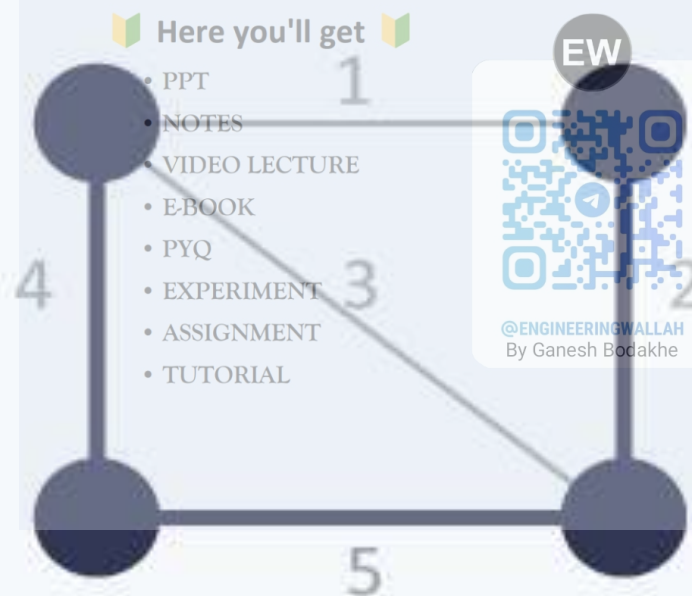 🔰 Here you'll get 🔰
EW
• PPT
1
• NOTES
• VIDEO LECTURE
• E-BOOK
• PYQ
4
• EXPERIMENT
3
2
• ASSIGNMENT
@ENGINEERINGWALLAH
By Ganesh Bodakhe
• TUTORIAL
5